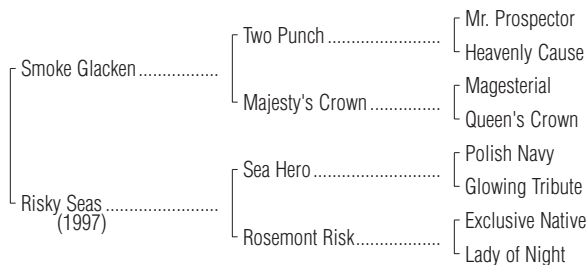 Mr. Prospector
Two Punch
Heavenly Cause
Smoke Glacken
Magesterial
Majesty's Crown
Queen's Crown
Polish Navy
Sea Hero
Glowing Tribute
Risky Seas
(1997)
Exclusive Native
Rosemont Risk
Lady of Night